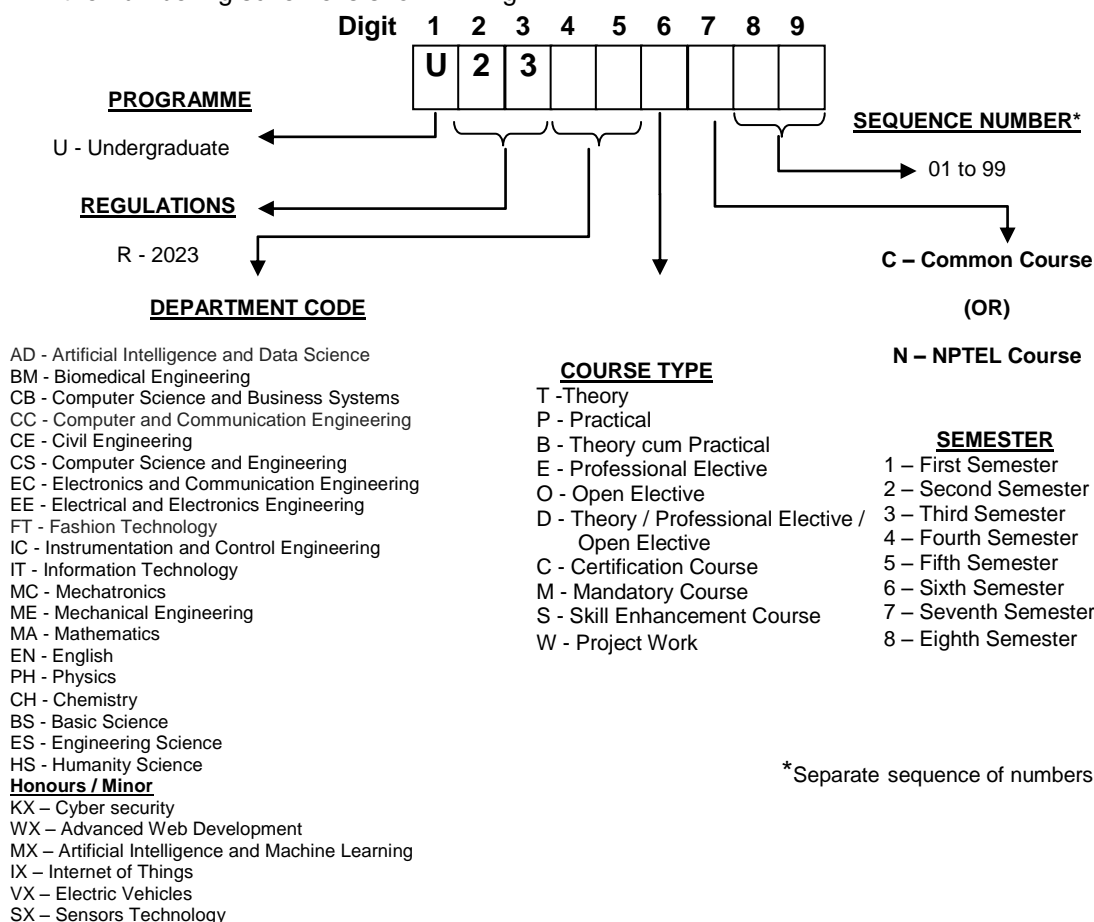 Digit 1 2 3 4 5 6 7 8 9
U 2 3
PROGRAMME
U - Undergraduate
SEQUENCE NUMBER*
01 to 99
REGULATIONS
R - 2023
C – Common Course
(OR)
N – NPTEL Course
DEPARTMENT CODE
AD - Artificial Intelligence and Data Science
BM - Biomedical Engineering
CB - Computer Science and Business Systems
CC - Computer and Communication Engineering
CE - Civil Engineering
CS - Computer Science and Engineering
EC - Electronics and Communication Engineering
EE - Electrical and Electronics Engineering
FT - Fashion Technology
IC - Instrumentation and Control Engineering
IT - Information Technology
MC - Mechatronics
ME - Mechanical Engineering
MA - Mathematics
EN - English
PH - Physics
CH - Chemistry
BS - Basic Science
ES - Engineering Science
HS - Humanity Science
Honours / Minor
KX – Cyber security
WX – Advanced Web Development
MX – Artificial Intelligence and Machine Learning
IX – Internet of Things
VX – Electric Vehicles
SX – Sensors Technology
COURSE TYPE
T -Theory
P - Practical
B - Theory cum Practical
E - Professional Elective
O - Open Elective
D - Theory / Professional Elective /
Open Elective
C - Certification Course
M - Mandatory Course
S - Skill Enhancement Course
W - Project Work
SEMESTER
1 – First Semester
2 – Second Semester
3 – Third Semester
4 – Fourth Semester
5 – Fifth Semester
6 – Sixth Semester
7 – Seventh Semester
8 – Eighth Semester
*Separate sequence of numbers